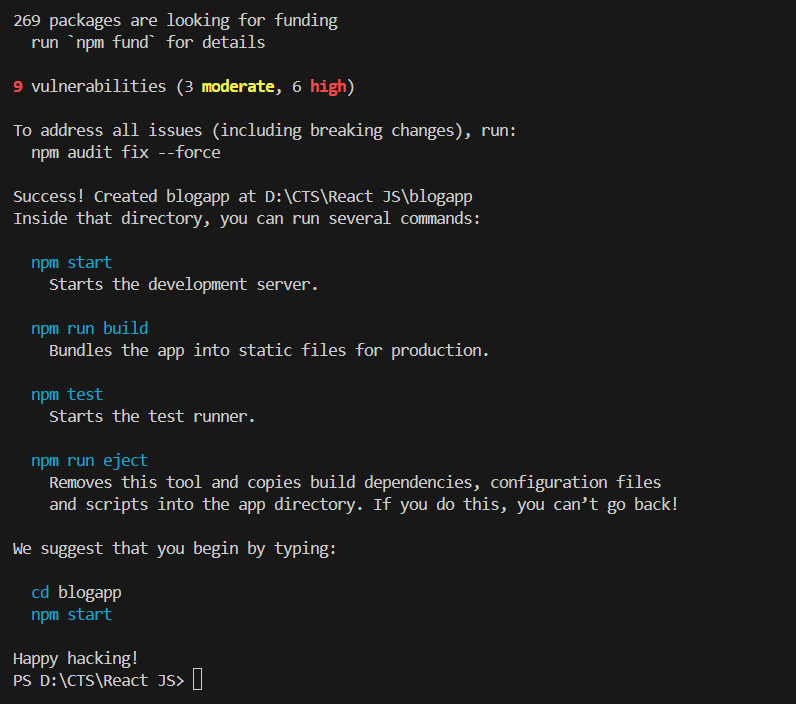 269 packages are looking for funding
  run `npm fund` for details
9 vulnerabilities (3 moderate, 6 high)
To address all issues (including breaking changes), run:
  npm audit fix --force
Success! Created blogapp at D:\CTS\React JS\blogapp
Inside that directory, you can run several commands:
  npm start
    Starts the development server.
  npm run build
    Bundles the app into static files for production.
  npm test
    Starts the test runner.
  npm run eject
    Removes this tool and copies build dependencies, configuration files
    and scripts into the app directory. If you do this, you can’t go back!
We suggest that you begin by typing:
  cd blogapp
  npm start
Happy hacking!
PS D:\CTS\React JS>